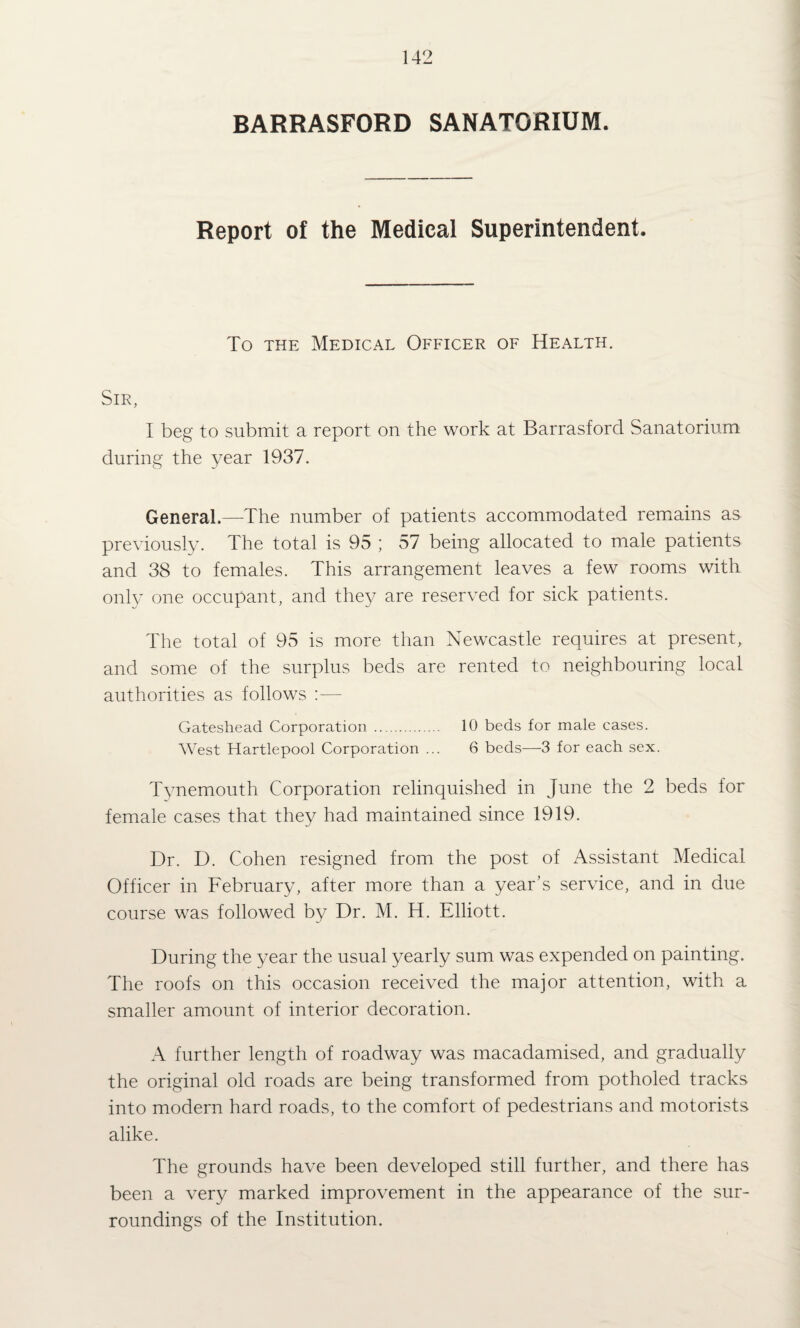 142
BARRASFORD SANATORIUM.
Report of the Medical Superintendent.
To the Medical Officer of Health.
Sir,
I beg to submit a report on the work at Barrasford Sanatorium
during the year 1937.
General.—The number of patients accommodated remains as
previously. The total is 95 ; 57 being allocated to male patients
and 38 to females. This arrangement leaves a few rooms with
only one occupant, and they are reserved for sick patients.
The total of 95 is more than Newcastle requires at present,
and some of the surplus beds are rented to neighbouring local
authorities as follows :—
Gateshead Corporation .............. 10 beds for male cases.
West Hartlepool Corporation ... 6 beds—3 for each sex.
Tynemouth Corporation relinquished in June the 2 beds for
female cases that they had maintained since 1919.
Dr. D. Cohen resigned from the post of Assistant Medical
Officer in February, after more than a year's service, and in due
course was followed by Dr. M. H. Elliott.
During the year the usual yearly sum was expended on painting.
The roofs on this occasion received the major attention, with a
smaller amount of interior decoration.
A further length of roadway was macadamised, and gradually
the original old roads are being transformed from potholed tracks
into modern hard roads, to the comfort of pedestrians and motorists
alike.
The grounds have been developed still further, and there has
been a very marked improvement in the appearance of the sur-
roundings of the Institution.